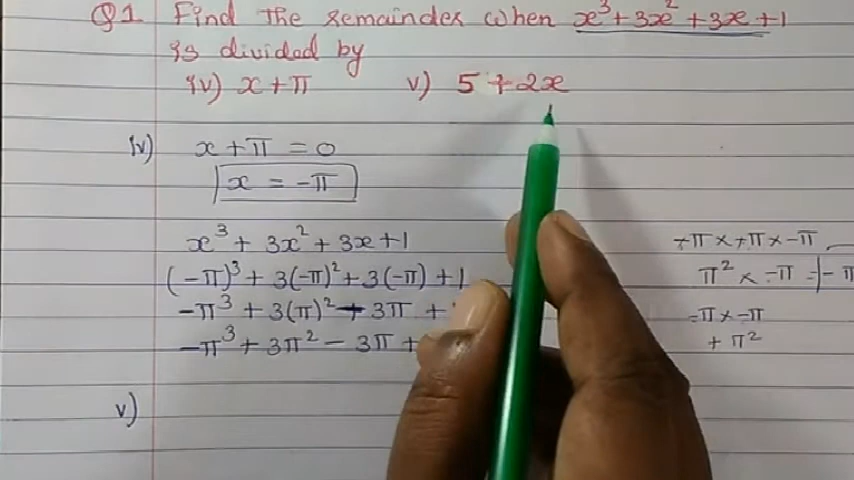 Q1 Find the remainder when x³+3x²+3x+1
is divided by
iv) x+π v) 5+2x
iv) x+π = 0
x = -π
x³ + 3x² + 3x + 1
(-π)³ + 3(-π)² + 3(-π) + 1
-π³ + 3(π)² - 3π +
-π³ + 3π² - 3π +
-π × +π × -π
π² × -π = -π
-π × -π
+ π²
v)